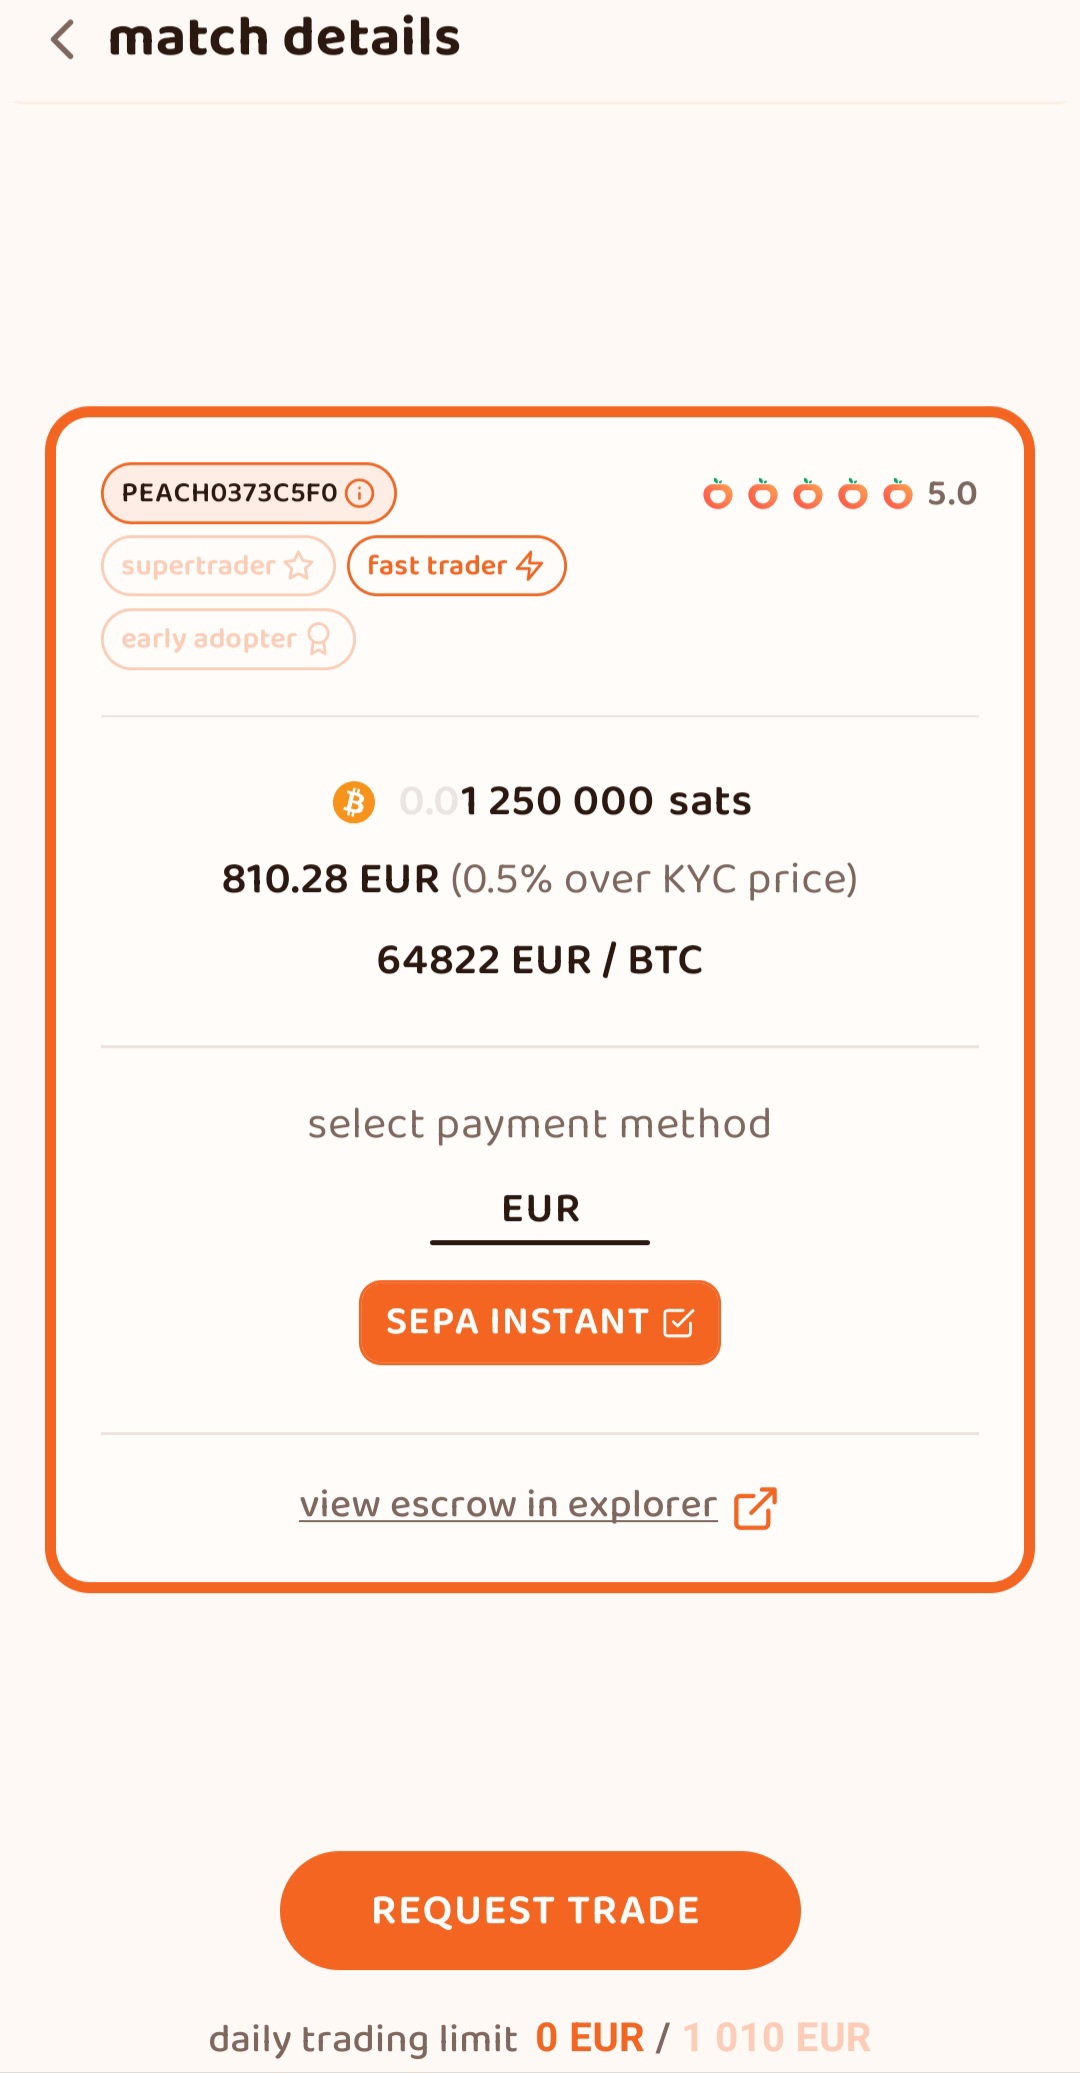 match details
PEACH0373C5F0
5.0
supertrader
fast trader
early adopter
0.01 250 000 sats
810.28 EUR (0.5% over KYC price)
64822 EUR / BTC
select payment method
EUR
SEPA INSTANT
view escrow in explorer
REQUEST TRADE
daily trading limit 0 EUR / 1 010 EUR